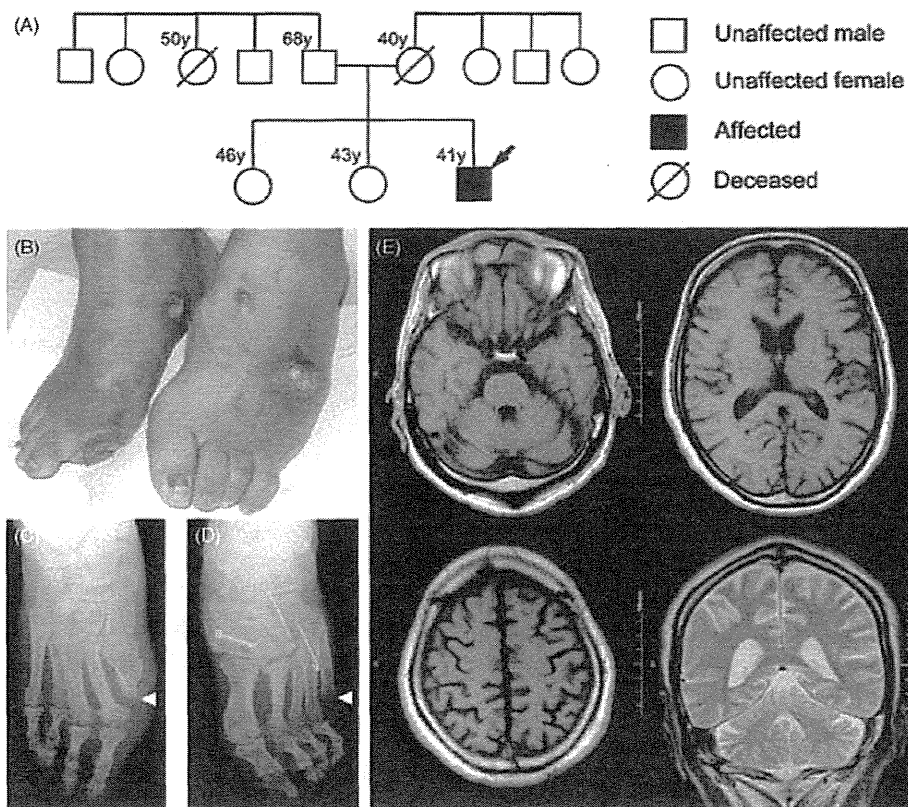 (A)
50y 68y 40y
46y 43y 41y
Unaffected male
Unaffected female
Affected
Deceased
(B)
(C)
(D)
(E)